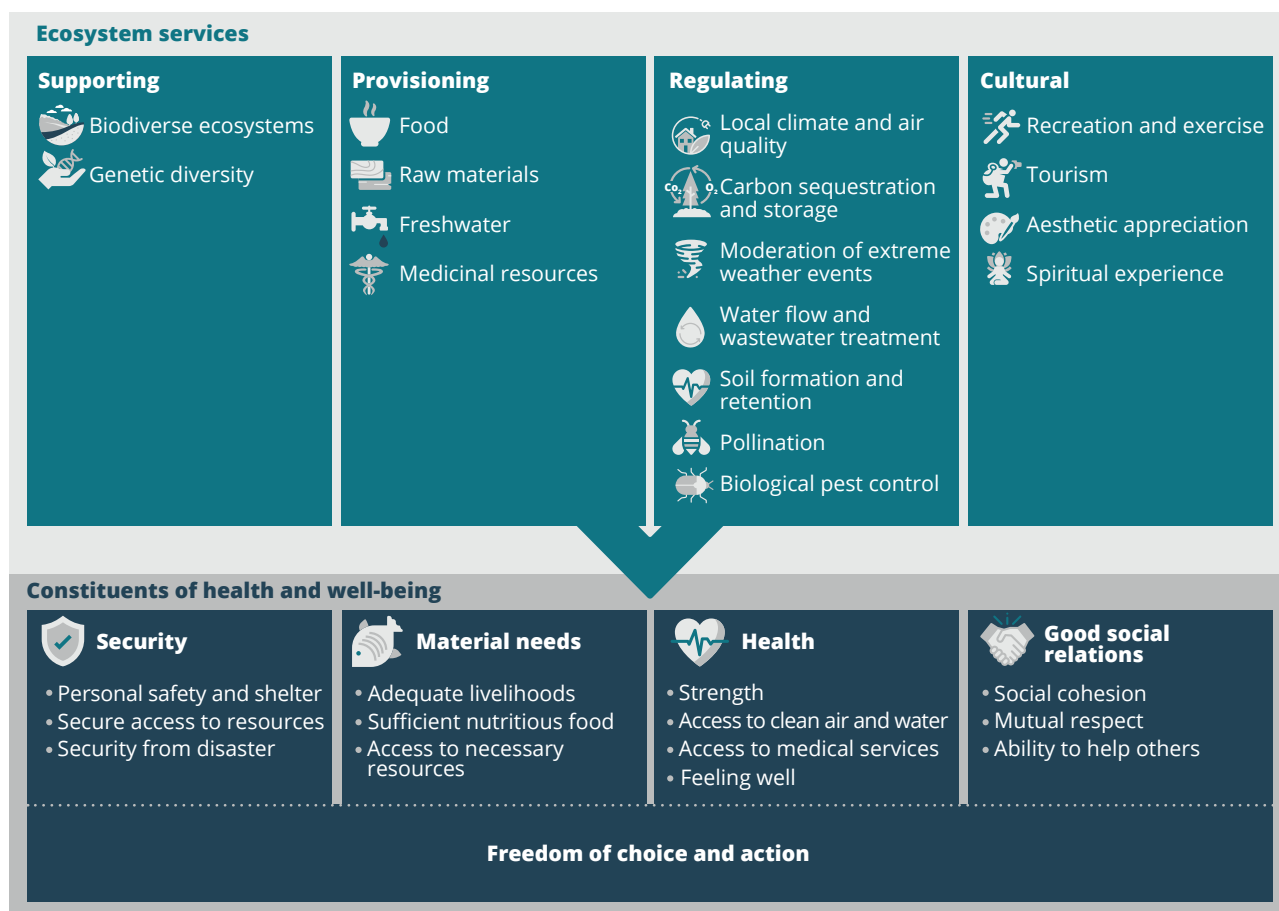 Ecosystem services
Supporting
Biodiverse ecosystems
Genetic diversity
Provisioning
Food
Raw materials
Freshwater
Medicinal resources
Regulating
Local climate and air
quality
CO₂ O₂
Carbon sequestration
and storage
Moderation of extreme
weather events
Water flow and
wastewater treatment
Soil formation and
retention
Pollination
Biological pest control
Cultural
Recreation and exercise
Tourism
Aesthetic appreciation
Spiritual experience
Constituents of health and well-being
Security
• Personal safety and shelter
• Secure access to resources
• Security from disaster
Material needs
• Adequate livelihoods
• Sufficient nutritious food
• Access to necessary
resources
Health
• Strength
• Access to clean air and water
• Access to medical services
• Feeling well
Good social
relations
• Social cohesion
• Mutual respect
• Ability to help others
Freedom of choice and action